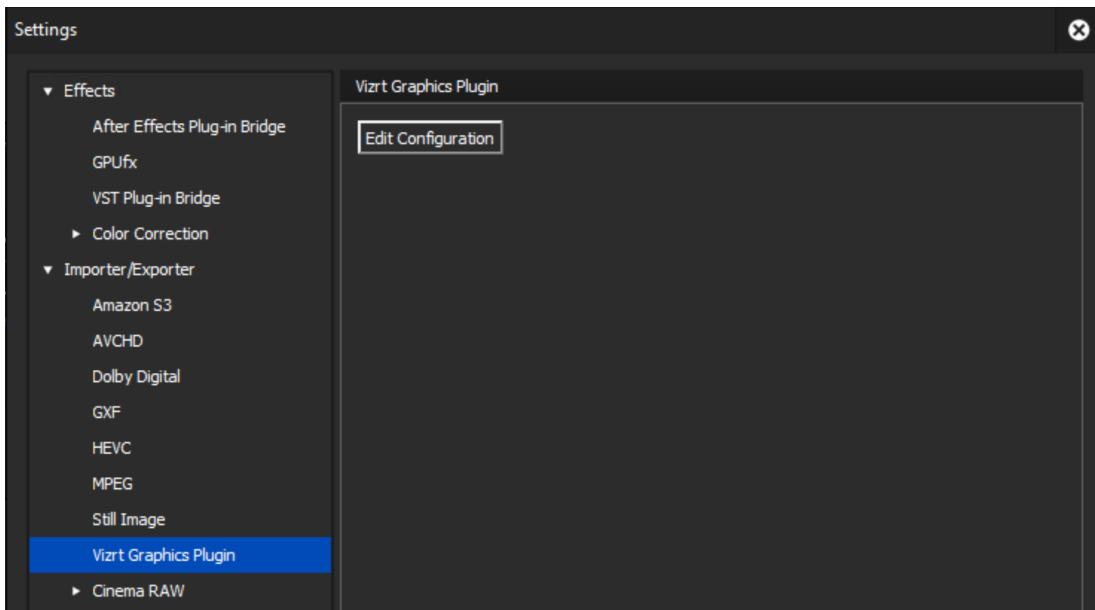 Settings
Effects
After Effects Plug-in Bridge
GPUfx
VST Plug-in Bridge
Color Correction
Importer/Exporter
Amazon S3
AVCHD
Dolby Digital
GXF
HEVC
MPEG
Still Image
Vizrt Graphics Plugin
Cinema RAW
Vizrt Graphics Plugin
Edit Configuration